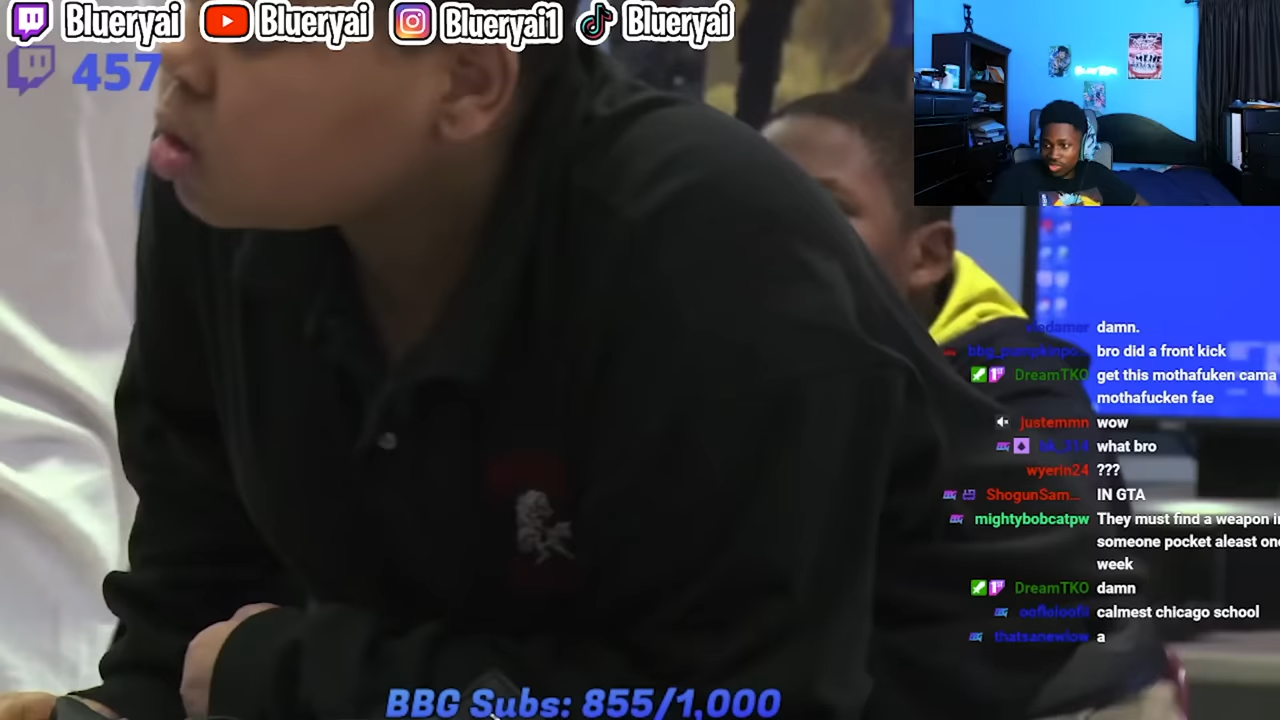 Blueryai Blueryai Blueryai1 Blueryai
457
damn.
bro did a front kick
DreamTKO get this mothafuken cama
mothafucken fae
justemmn wow
what bro
wyerin24 ???
ShogunSam... IN GTA
mightybobcatpw They must find a weapon in
someone pocket aleast one
week
DreamTKO damn
calmest chicago school
thatsanewlow a
BBG Subs: 855/1,000